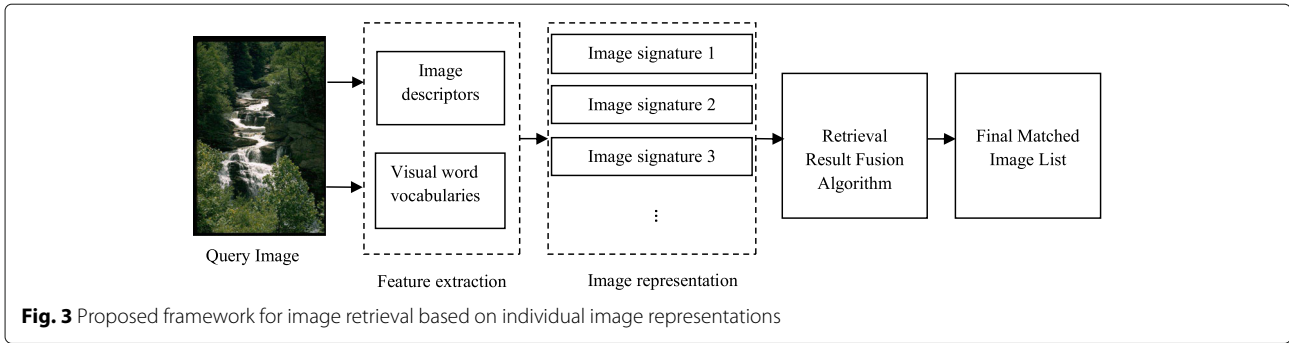 Query Image
Image
descriptors
Visual word
vocabularies
Feature extraction
Image signature 1
Image signature 2
Image signature 3
...
Image representation
Retrieval
Result Fusion
Algorithm
Final Matched
Image List
Fig. 3 Proposed framework for image retrieval based on individual image representations